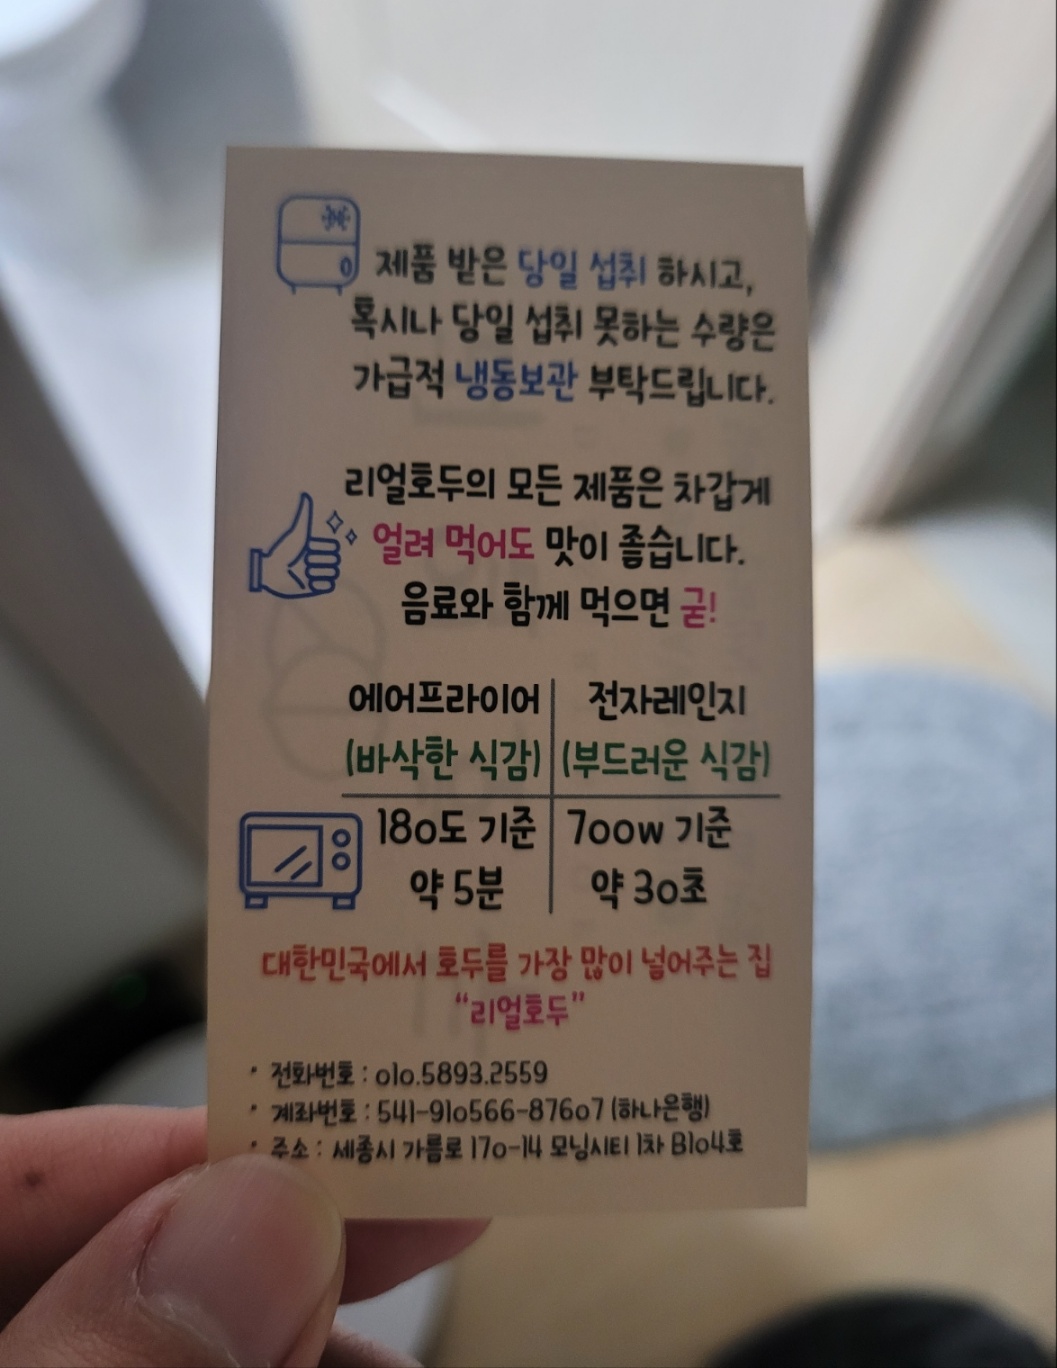 제품 받은 당일 섭취 하시고,
혹시나 당일 섭취 못하는 수량은
가급적 냉동보관 부탁드립니다.
리얼호두의 모든 제품은 차갑게
얼려 먹어도 맛이 좋습니다.
음료와 함께 먹으면 굳!
에어프라이어 전자레인지
(바삭한 식감) (부드러운 식감)
180도 기준 700w 기준
약 5분 약 30초
대한민국에서 호두를 가장 많이 넣어주는 집
“리얼호두”
· 전화번호 : 010.5893.2559
· 계좌번호 : 541-910566-87607 (하나은행)
· 주소 : 세종시 가름로 170-14 모닝시티 1차 B104호